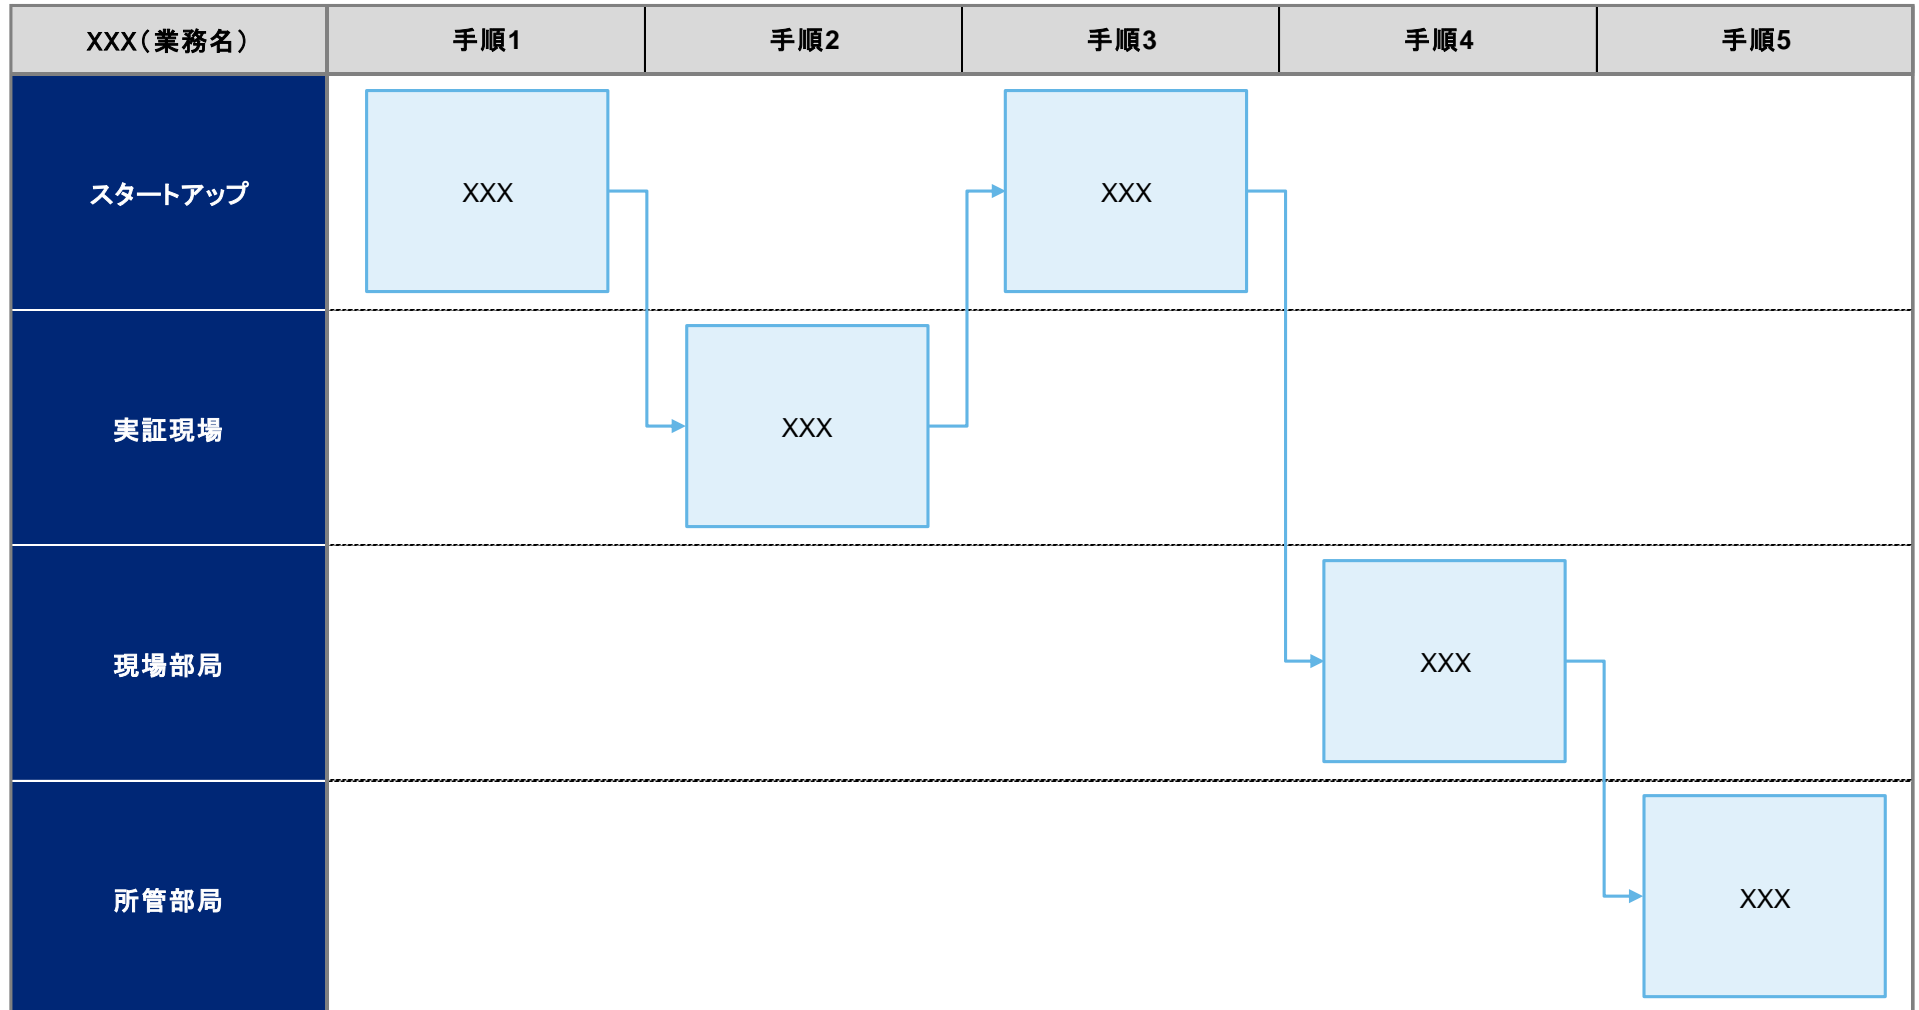 XXX（業務名）
手順1
手順2
手順3
手順4
手順5
スタートアップ
XXX
XXX
実証現場
XXX
現場部局
XXX
所管部局
XXX